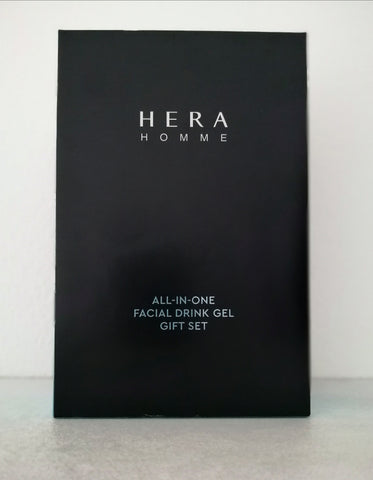 HERA
HOMME
ALL-IN-ONE
FACIAL DRINK GEL
GIFT SET